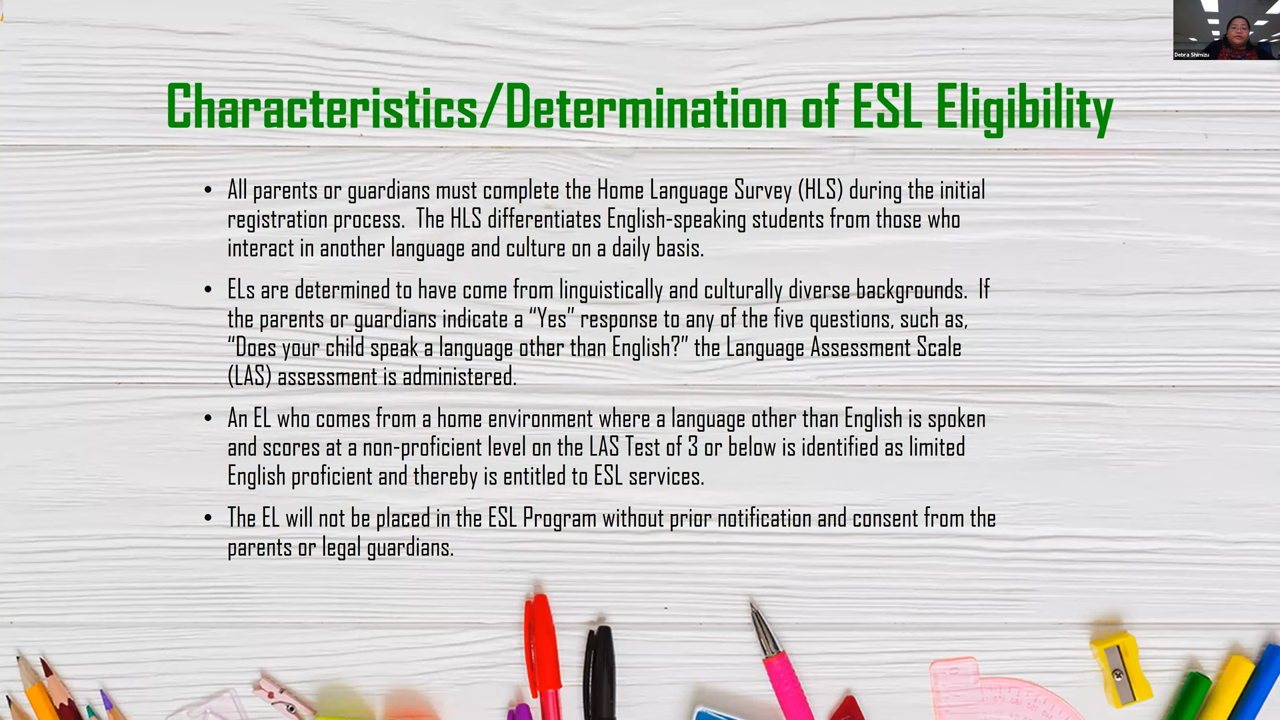 Debra Shimizu
Characteristics/Determination of ESL Eligibility
• All parents or guardians must complete the Home Language Survey (HLS) during the initial
registration process.  The HLS differentiates English-speaking students from those who
interact in another language and culture on a daily basis.
• ELs are determined to have come from linguistically and culturally diverse backgrounds.  If
the parents or guardians indicate a “Yes” response to any of the five questions, such as,
“Does your child speak a language other than English?” the Language Assessment Scale
(LAS) assessment is administered.
• An EL who comes from a home environment where a language other than English is spoken
and scores at a non-proficient level on the LAS Test of 3 or below is identified as limited
English proficient and thereby is entitled to ESL services.
• The EL will not be placed in the ESL Program without prior notification and consent from the
parents or legal guardians.